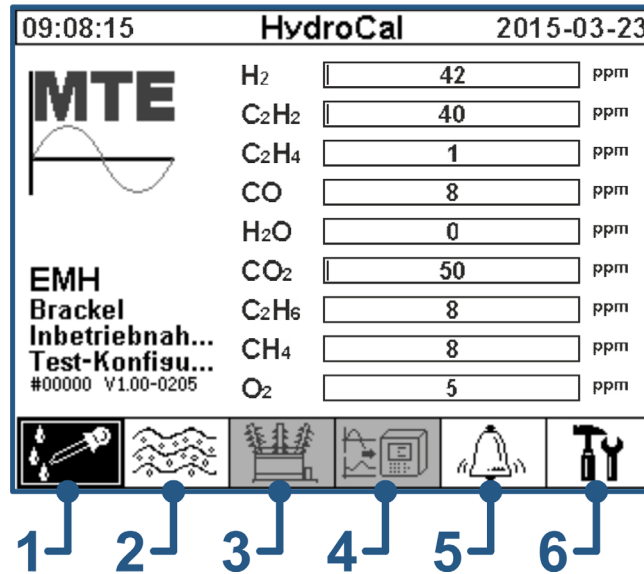 09:08:15 HydroCal 2015-03-23
MTE
H2 42 ppm
C2H2 40 ppm
C2H4 1 ppm
CO 8 ppm
H2O 0 ppm
CO2 50 ppm
C2H6 8 ppm
CH4 8 ppm
O2 5 ppm
EMH
Brackel
Inbetriebnah...
Test-Konfigu...
#00000 V1.00-0205
1 2 3 4 5 6